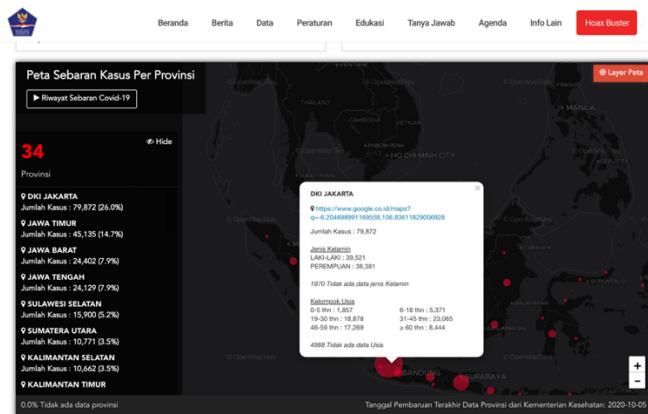 Beranda
Berita
Data
Peraturan
Edukasi
Tanya Jawab
Agenda
Info Lain
Hoax Buster
Peta Sebaran Kasus Per Provinsi
Riwayat Sebaran Covid-19
Layer Peta
Hide
34
Provinsi
DKI JAKARTA
Jumlah Kasus : 79,872 (26.0%)
JAWA TIMUR
Jumlah Kasus : 45,135 (14.7%)
JAWA BARAT
Jumlah Kasus : 24,402 (7.9%)
JAWA TENGAH
Jumlah Kasus : 24,129 (7.9%)
SULAWESI SELATAN
Jumlah Kasus : 15,900 (5.2%)
SUMATERA UTARA
Jumlah Kasus : 10,771 (3.5%)
KALIMANTAN SELATAN
Jumlah Kasus : 10,662 (3.5%)
KALIMANTAN TIMUR
DKI JAKARTA
https://www.google.co.id/maps?
q=-6.204698991169558,106.83611829006928
Jumlah Kasus : 79,872
Jenis Kelamin
LAKI-LAKI : 39,521
PEREMPUAN : 38,381
1970 Tidak ada data jenis Kelamin
Kelompok Usia
0-5 thn : 1,857 6-18 thn : 5,371
19-30 thn : 18,878 31-45 thn : 23,065
46-59 thn : 17,269 ≥ 60 thn : 8,444
4988 Tidak ada data Usia
THAILAND
CAMBODIA
VIETNAM
PHNOM PENH
HO CHI MINH CITY
MANILA
© OpenMapTiles
GORONTALO
BANDUNG
SURABAYA
+
−
0.0% Tidak ada data provinsi
Tanggal Pembaruan Terakhir Data Provinsi dari Kementerian Kesehatan: 2020-10-05